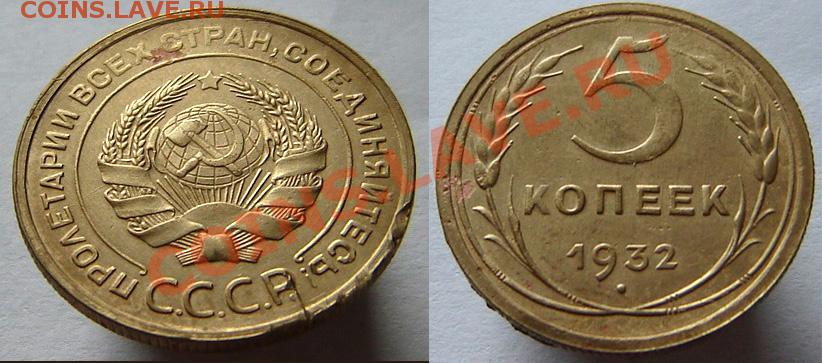 COINS.LAVE.RU
ПРОЛЕТАРИИ ВСЕХ СТРАН, СОЕДИНЯЙТЕСЬ!
С.С.С.Р.
5
КОПЕЕК
1932
COINS.LAVE.RU